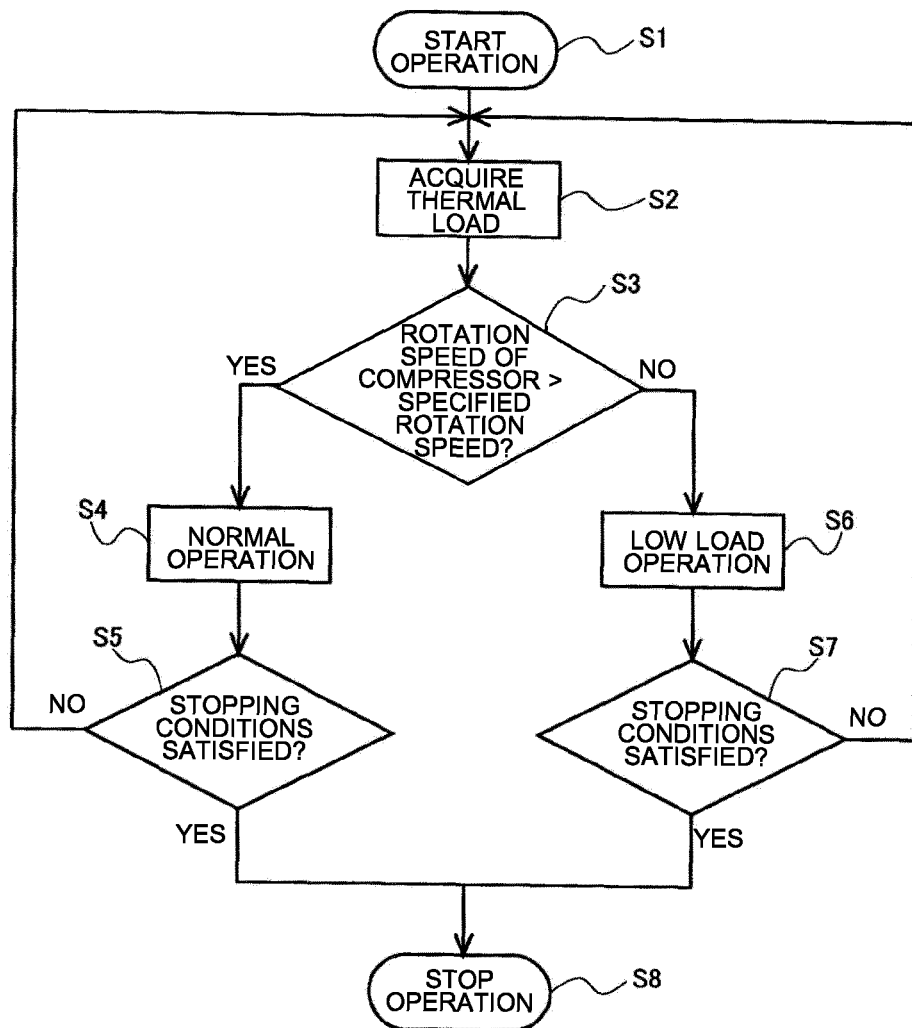 START
OPERATION
S1
ACQUIRE
THERMAL
LOAD
S2
S3
ROTATION
SPEED OF
COMPRESSOR >
SPECIFIED
ROTATION
SPEED?
YES
NO
S4
NORMAL
OPERATION
S6
LOW LOAD
OPERATION
S5
STOPPING
CONDITIONS
SATISFIED?
NO
YES
S7
STOPPING
CONDITIONS
SATISFIED?
NO
YES
STOP
OPERATION
S8